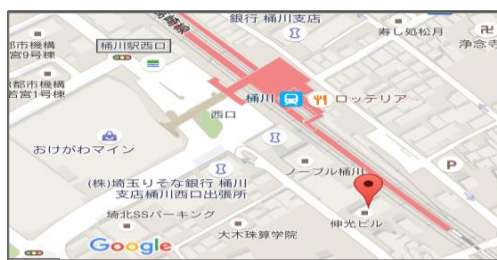 高崎線
銀行 桶川支店
寿し処松月
浄念寺
都市機構
若宮9号棟
桶川駅西口
都市機構
若宮1号棟
桶川
ロッテリア
西口
おけがわマイン
(株)埼玉りそな銀行 桶川
支店桶川西口出張所
ノーブル桶川
P
埼北SSパーキング
伸光ビル
大木珠算学院
Google